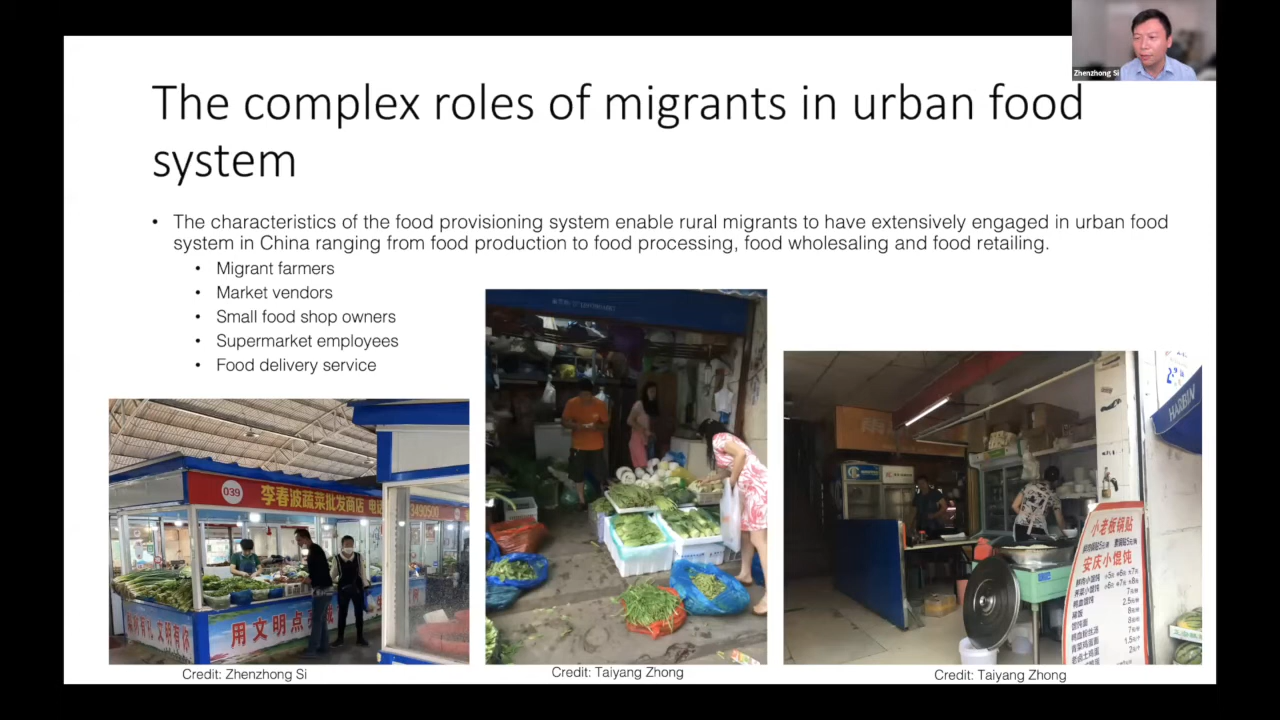 Zhenzhong Si
The complex roles of migrants in urban food
system
• The characteristics of the food provisioning system enable rural migrants to have extensively engaged in urban food
system in China ranging from food production to food processing, food wholesaling and food retailing.
• Migrant farmers
• Market vendors
• Small food shop owners
• Supermarket employees
• Food delivery service
039
李春波蔬菜批发商店
用文明点
HARBIN
小老板锅贴
安庆小馄饨
Credit: Zhenzhong Si
Credit: Taiyang Zhong
Credit: Taiyang Zhong